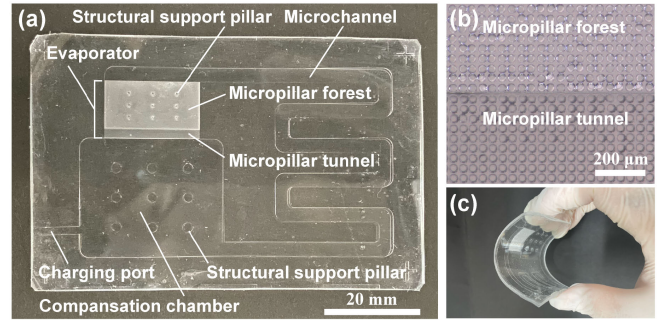 (a)
Structural support pillar
Microchannel
Evaporator
Micropillar forest
Micropillar tunnel
Charging port
Structural support pillar
Compansation chamber
20 mm
(b)
Micropillar forest
Micropillar tunnel
200 μm
(c)